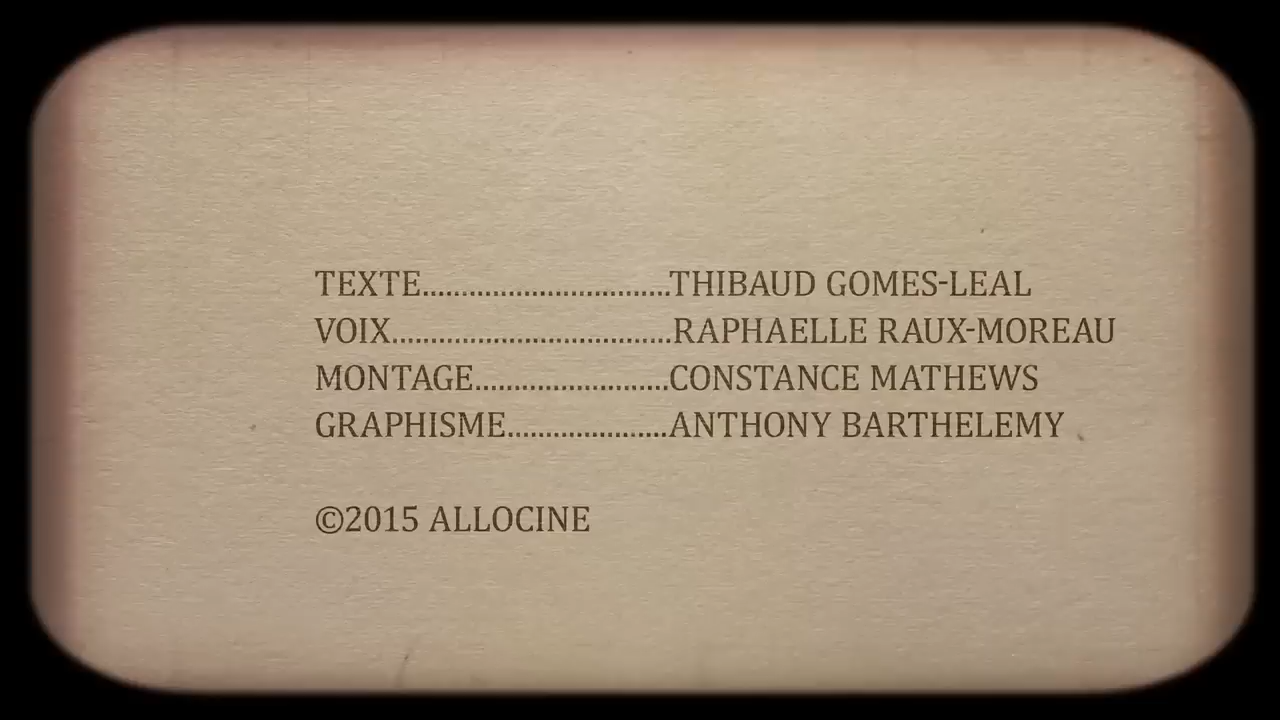 TEXTE................................THIBAUD GOMES-LEAL
VOIX....................................RAPHAELLE RAUX-MOREAU
MONTAGE.........................CONSTANCE MATHEWS
GRAPHISME.....................ANTHONY BARTHELEMY
©2015 ALLOCINE